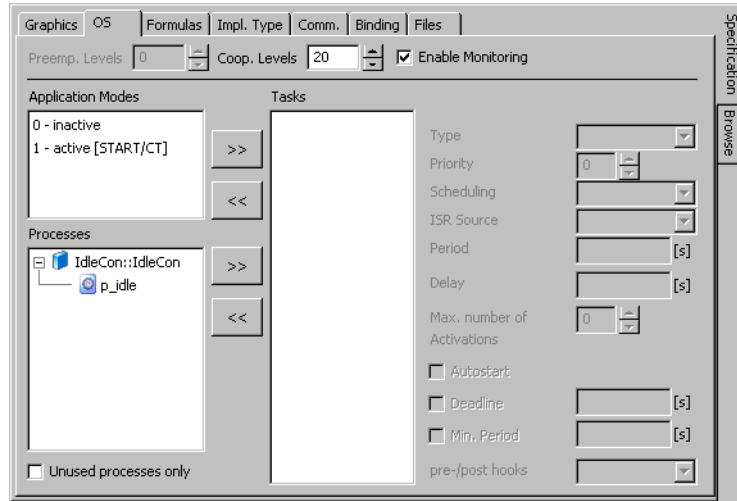 Graphics OS Formulas Impl. Type Comm. Binding Files
Preemp. Levels 0 Coop. Levels 20 Enable Monitoring
Application Modes Tasks
0 - inactive
1 - active [START/CT]
>>
<<
Processes
IdleCon::IdleCon
p_idle
>>
<<
Unused processes only
Type
Priority 0
Scheduling
ISR Source
Period [s]
Delay [s]
Max. number of 0
Activations
Autostart
Deadline [s]
Min. Period [s]
pre-/post hooks
Specification
Browse